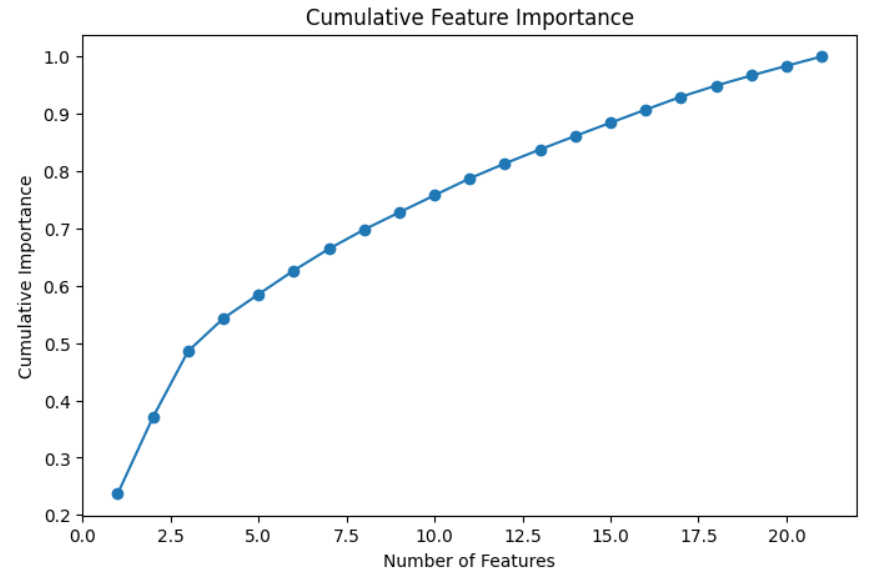 Cumulative Feature Importance
1.0
0.9
0.8
0.7
0.6
0.5
0.4
0.3
0.2
Cumulative Importance
0.0 2.5 5.0 7.5 10.0 12.5 15.0 17.5 20.0
Number of Features